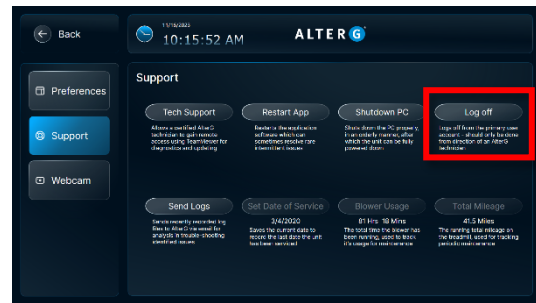 Back
11/18/2025
10:15:52 AM
ALTER G
Preferences
Support
Webcam
Support
Tech Support
Allows a certified AlterG
technician to gain remote
access using TeamViewer for
diagnostics and updating
Restart App
Restarts the application
software which can
sometimes resolve rare
intermittent issues
Shutdown PC
Shuts down the PC properly,
in an orderly manner, after
which the unit can be fully
powered down
Log off
Logs off from the primary user
account - should only be done
from direction of an AlterG
technician
Send Logs
Sends recently recorded log
files to AlterG via email for
analysis in trouble-shooting
identified issues
Set Date of Service
3/4/2020
Saves the current date to
record the last date the unit
has been serviced
Blower Usage
81 Hrs 18 Mins
The total time the blower has
been running, used to track
it's usage for maintenance
Total Mileage
41.5 Miles
The running total mileage on
the treadmill, used for tracking
periodic maintenance